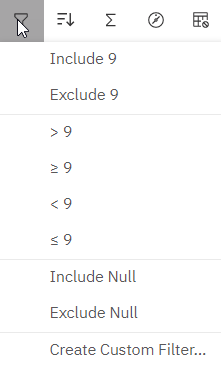 Include 9
Exclude 9
> 9
≥ 9
< 9
≤ 9
Include Null
Exclude Null
Create Custom Filter...